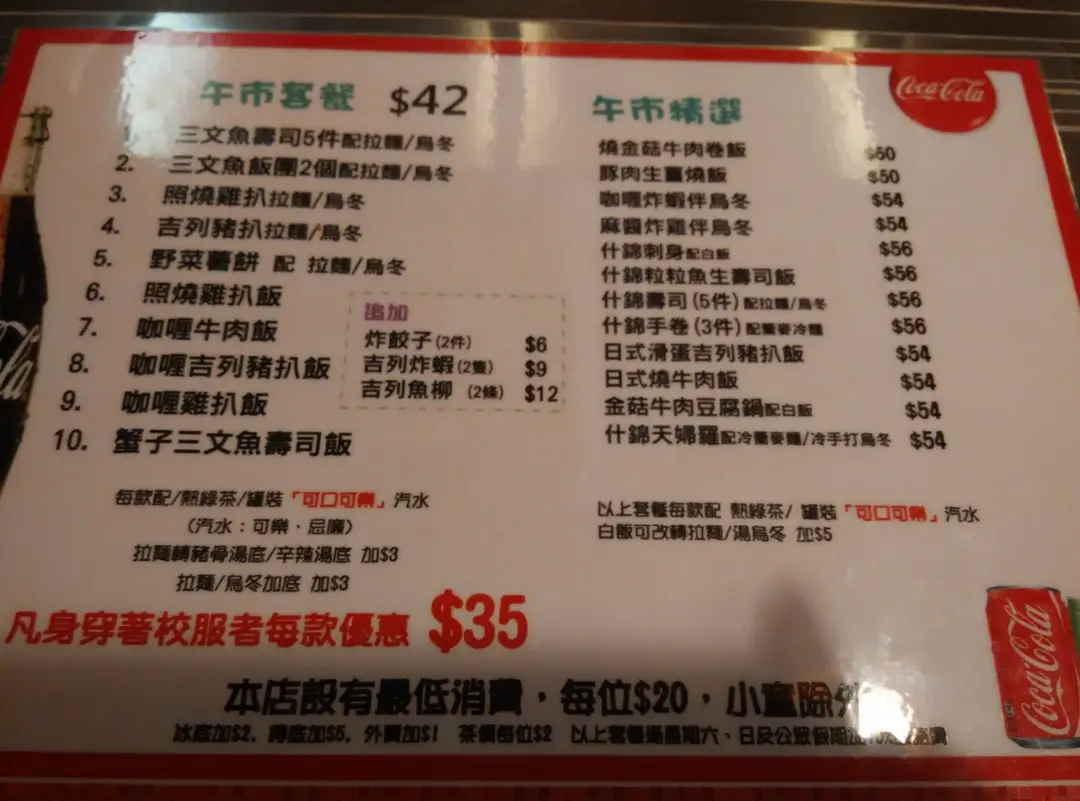 午市客餐 $42
三文魚壽司5件配拉麵/烏冬
2. 三文魚飯團2個配拉麵/烏冬
3. 照燒雞扒拉麵/烏冬
4. 吉列豬扒拉麵/烏冬
5. 野菜薯餅 配 拉麵/烏冬
6. 照燒雞扒飯
7. 咖喱牛肉飯
8. 咖喱吉列豬扒飯
9. 咖喱雞扒飯
10. 蟹子三文魚壽司飯
追加
炸餃子(2件) $6
吉列炸蝦(2隻) $9
吉列魚柳 (2條) $12
每款配/熱綠茶/罐裝「可口可樂」汽水
(汽水：可樂、忌廉)
拉麵轉豬骨湯底/辛辣湯底 加$3
拉麵/烏冬加底 加$3
凡身穿著校服者每款優惠 $35
午市精選
Coca-Cola
燒金菇牛肉卷飯 $50
豚肉生薑燒飯 $50
咖喱炸蝦伴烏冬 $54
麻醬炸雞伴烏冬 $54
什錦刺身配白飯 $56
什錦粒粒魚生壽司飯 $56
什錦壽司(5件)配拉麵/烏冬 $56
什錦手卷(3件)配蕎麥冷麵 $56
日式滑蛋吉列豬扒飯 $54
日式燒牛肉飯 $54
金菇牛肉豆腐鍋配白飯 $54
什錦天婦羅配冷蕎麥麵/冷手打烏冬 $54
以上套餐每款配 熱綠茶/ 罐裝「可口可樂」汽水
白飯可改轉拉麵/湯烏冬 加$5
Coca-Cola
本店設有最低消費，每位$20，小童除外
冰底加$2. 轉底加$5. 外賣加$1 茶價每位$2 以上套餐逢星期六、日及公眾假期